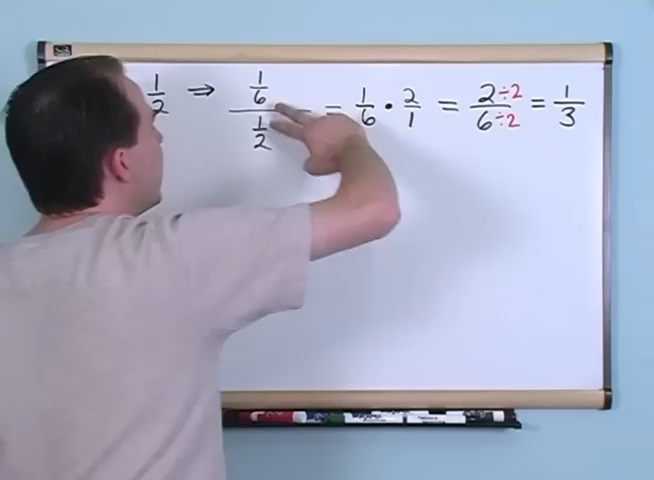 1/2 ⇒ (1/6)/(1/2) = 1/6 • 2/1 = 2÷2/6÷2 = 1/3